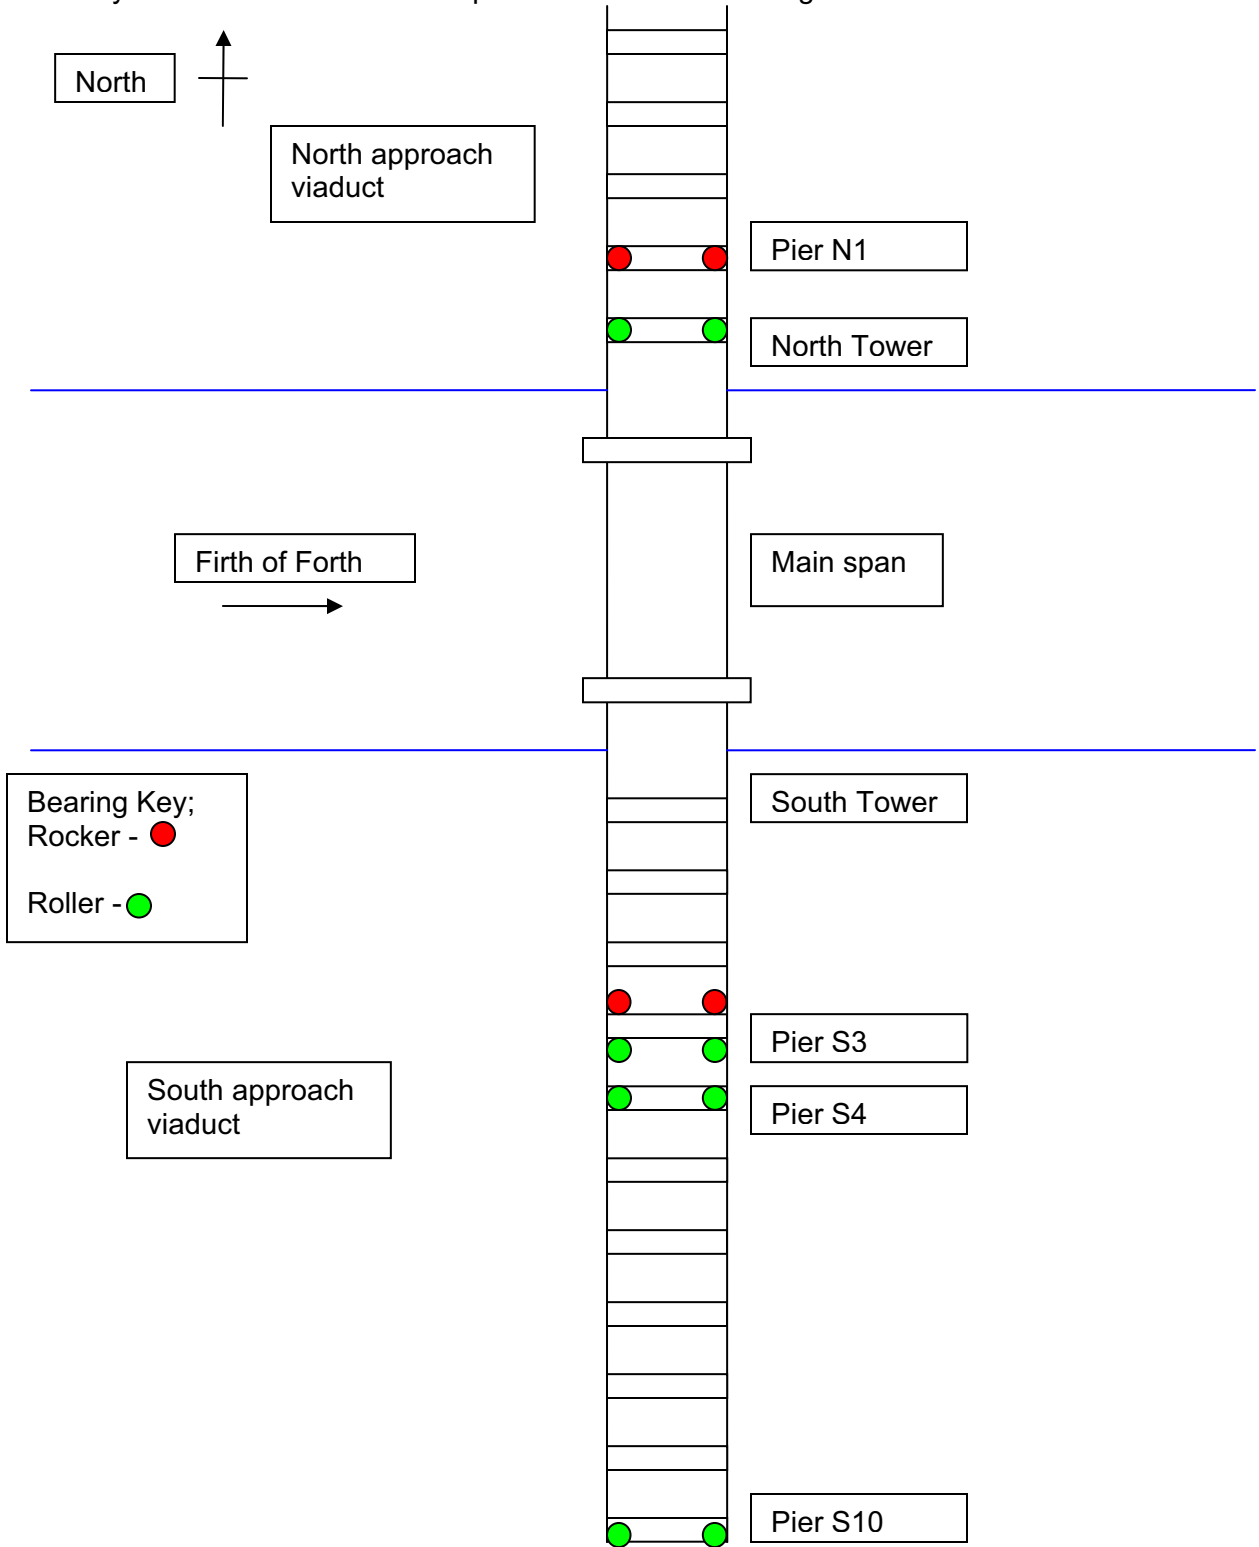 North
North approach
viaduct
Pier N1
North Tower
Firth of Forth
Main span
Bearing Key;
Rocker -
Roller -
South Tower
Pier S3
South approach
viaduct
Pier S4
Pier S10